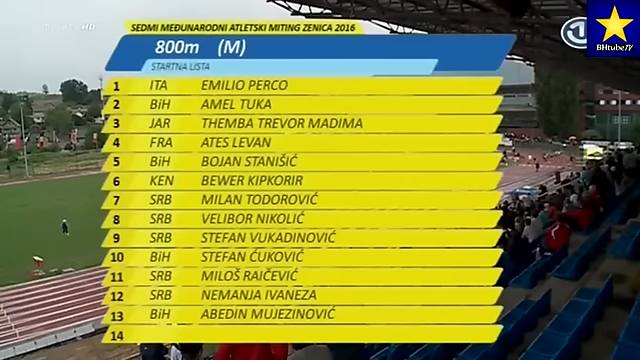 SEDMI MEĐUNARODNI ATLETSKI MITING ZENICA 2016
800m (M)
STARTNA LISTA
1 ITA EMILIO PERCO
2 BiH AMEL TUKA
3 JAR THEMBA TREVOR MADIMA
4 FRA ATES LEVAN
5 BiH BOJAN STANIŠIĆ
6 KEN BEWER KIPKORIR
7 SRB MILAN TODOROVIĆ
8 SRB VELIBOR NIKOLIĆ
9 SRB STEFAN VUKADINOVIĆ
10 BiH STEFAN ĆUKOVIĆ
11 SRB MILOŠ RAIČEVIĆ
12 SRB NEMANJA IVANEZA
13 BiH ABEDIN MUJEZINOVIĆ
14
HD
1
BHtubeTV